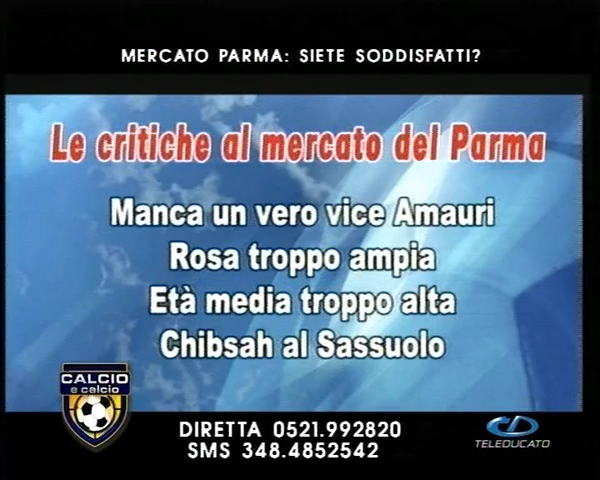 MERCATO PARMA: SIETE SODDISFATTI?
Le critiche al mercato del Parma
Manca un vero vice Amauri
Rosa troppo ampia
Età media troppo alta
Chibsah al Sassuolo
CALCIO
e calcio
DIRETTA 0521.992820
SMS 348.4852542
TELEDUCATO